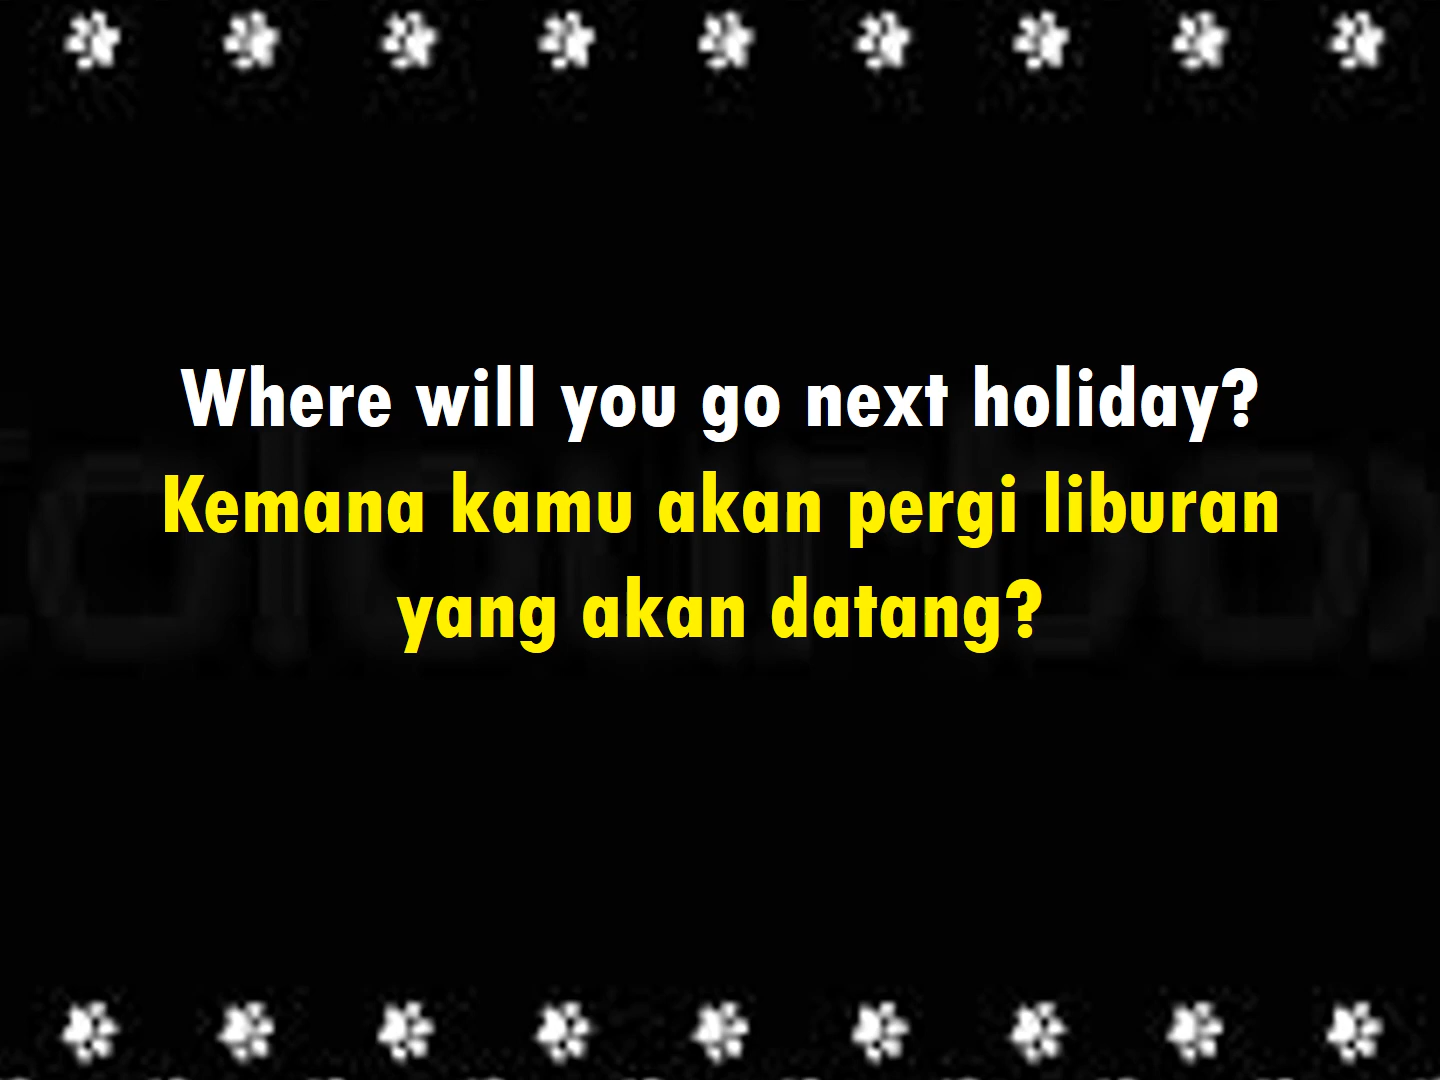 Where will you go next holiday?
Kemana kamu akan pergi liburan
yang akan datang?